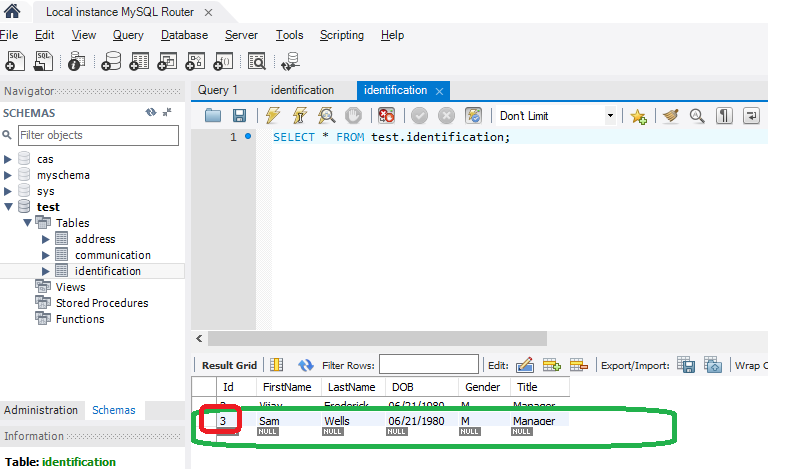 Local instance MySQL Router ×
File Edit View Query Database Server Tools Scripting Help
Navigator
SCHEMAS
Filter objects
cas
myschema
sys
test
Tables
address
communication
identification
Views
Stored Procedures
Functions
Administration Schemas
Information
Table: identification
Query 1 identification identification ×
Don't Limit
1 SELECT * FROM test.identification;
Result Grid Filter Rows: Edit: Export/Import: Wrap C
Id FirstName LastName DOB Gender Title
Vijay Frederick 06/21/1980 M Manager
3 Sam Wells 06/21/1980 M Manager
NULL NULL NULL NULL NULL NULL